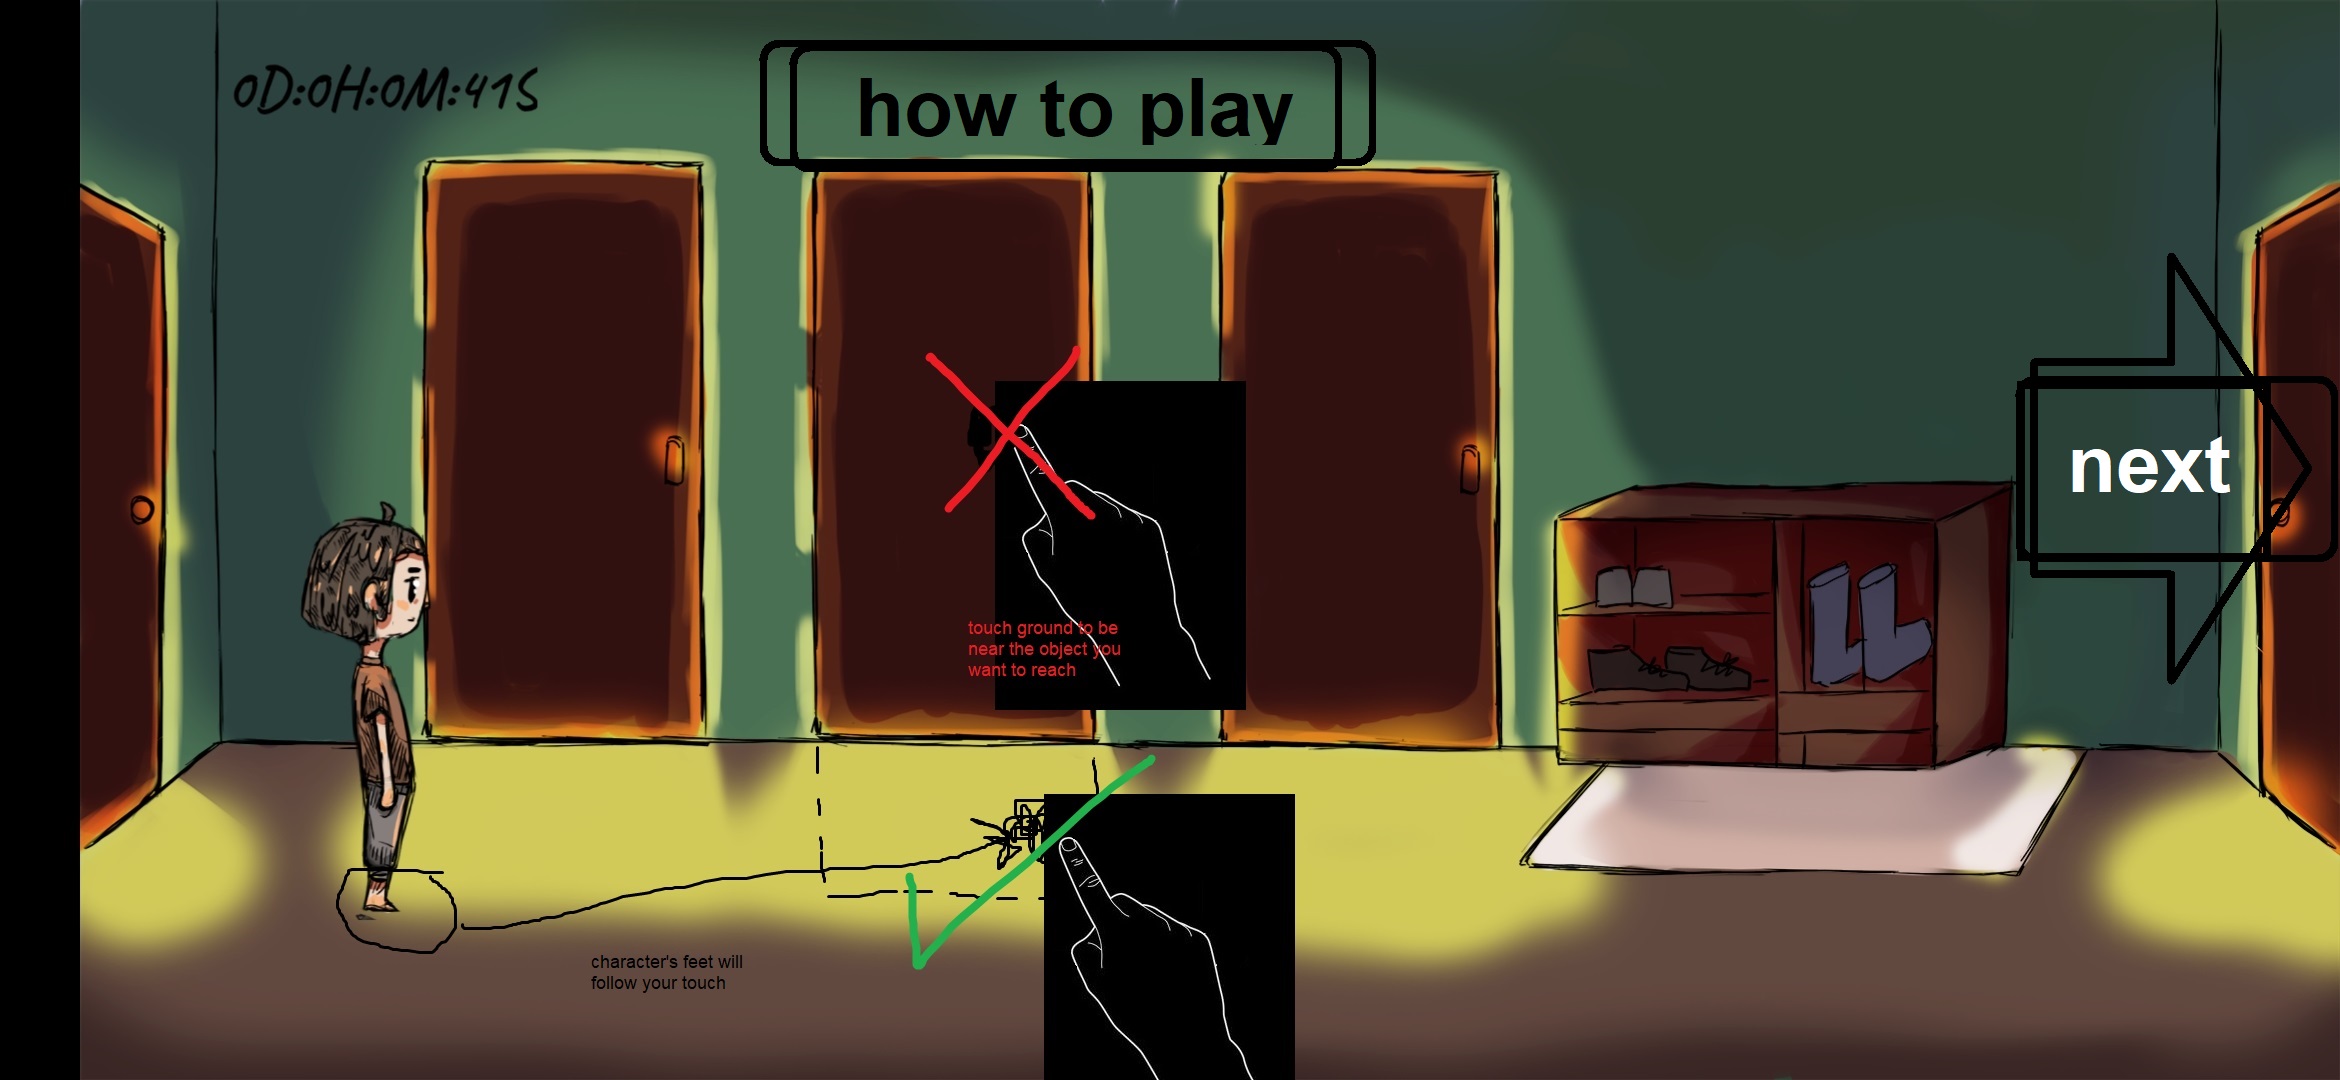 0D:0H:0M:41S
how to play
next
touch ground to be
near the object you
want to reach
character's feet will
follow your touch